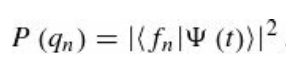 P (qₙ) = |⟨fₙ|Ψ (t)⟩|².